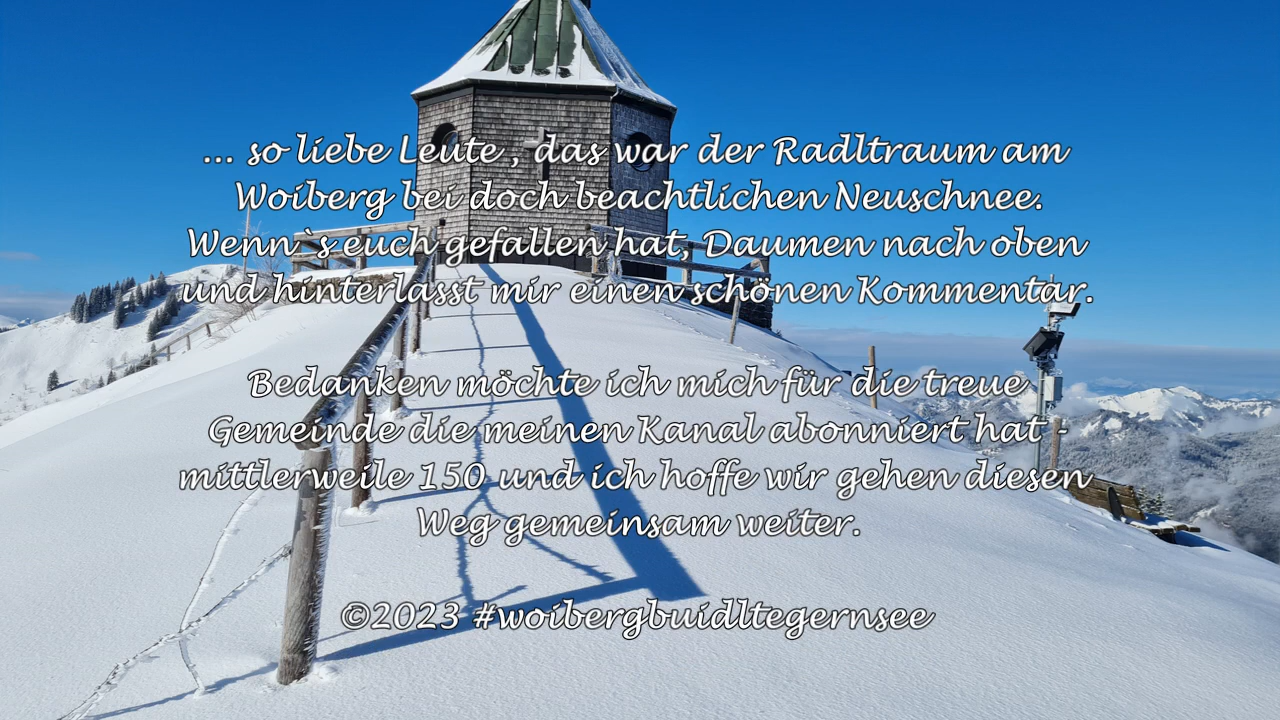 ... so liebe Leute , das war der Radltraum am
Woiberg bei doch beachtlichen Neuschnee.
Wenn`s euch gefallen hat, Daumen nach oben
und hinterlasst mir einen schönen Kommentar.
Bedanken möchte ich mich für die treue
Gemeinde die meinen Kanal abonniert hat -
mittlerweile 150 und ich hoffe wir gehen diesen
Weg gemeinsam weiter.
©2023 #woibergbuidltegernsee